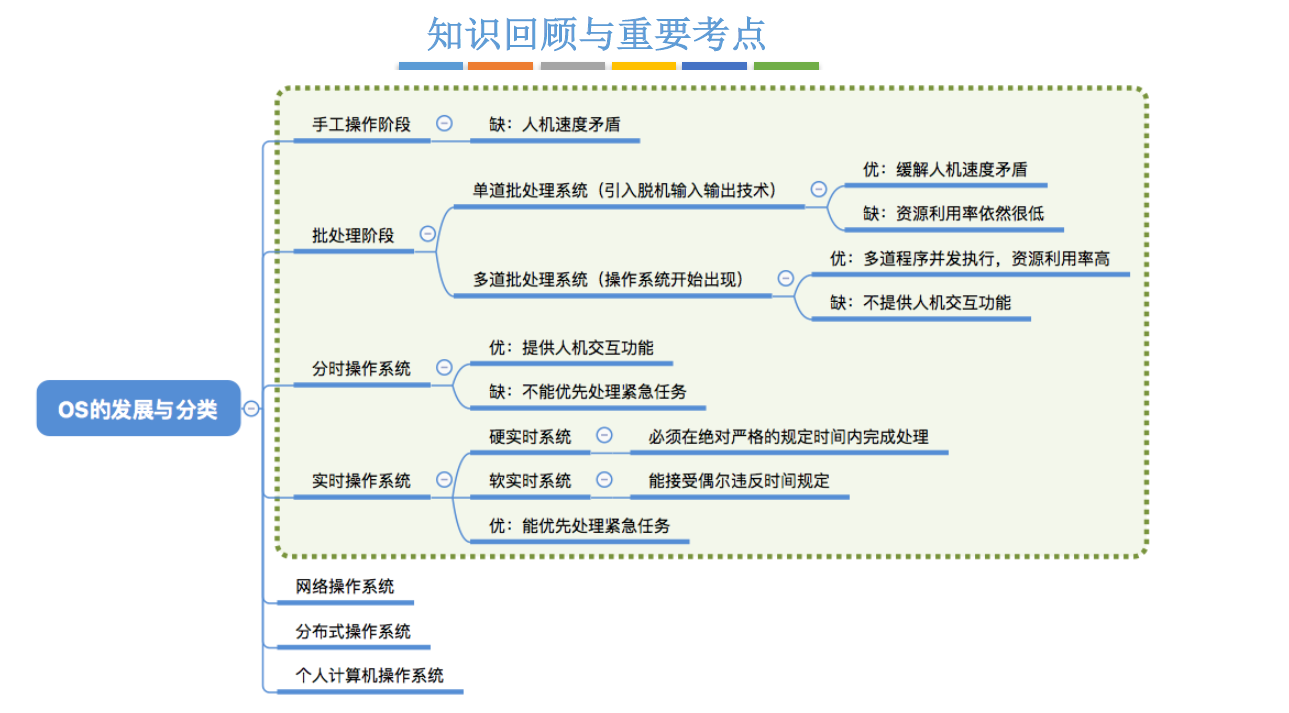 知识回顾与重要考点
手工操作阶段
缺：人机速度矛盾
批处理阶段
单道批处理系统（引入脱机输入输出技术）
优：缓解人机速度矛盾
缺：资源利用率依然很低
多道批处理系统（操作系统开始出现）
优：多道程序并发执行，资源利用率高
缺：不提供人机交互功能
OS的发展与分类
分时操作系统
优：提供人机交互功能
缺：不能优先处理紧急任务
实时操作系统
硬实时系统
必须在绝对严格的规定时间内完成处理
软实时系统
能接受偶尔违反时间规定
优：能优先处理紧急任务
网络操作系统
分布式操作系统
个人计算机操作系统